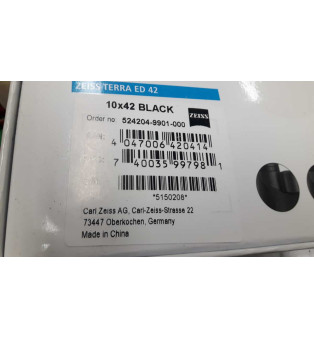 ZEISS TERRA ED 42
10x42 BLACK
Order no 524204-9901-000
ZEISS
4 047006 420414
7 40035 99798 1
*5150208*
Carl Zeiss AG, Carl-Zeiss-Strasse 22
73447 Oberkochen, Germany
Made in China